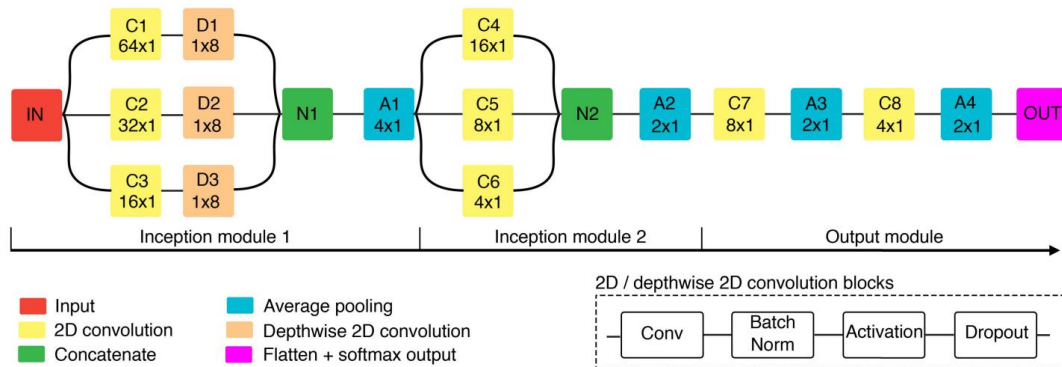 C1
64x1
D1
1x8
C4
16x1
IN
C2
32x1
D2
1x8
N1
A1
4x1
C5
8x1
N2
A2
2x1
C7
8x1
A3
2x1
C8
4x1
A4
2x1
OUT
C3
16x1
D3
1x8
C6
4x1
Inception module 1
Inception module 2
Output module
Input
2D convolution
Concatenate
Average pooling
Depthwise 2D convolution
Flatten + softmax output
2D / depthwise 2D convolution blocks
Conv
Batch
Norm
Activation
Dropout